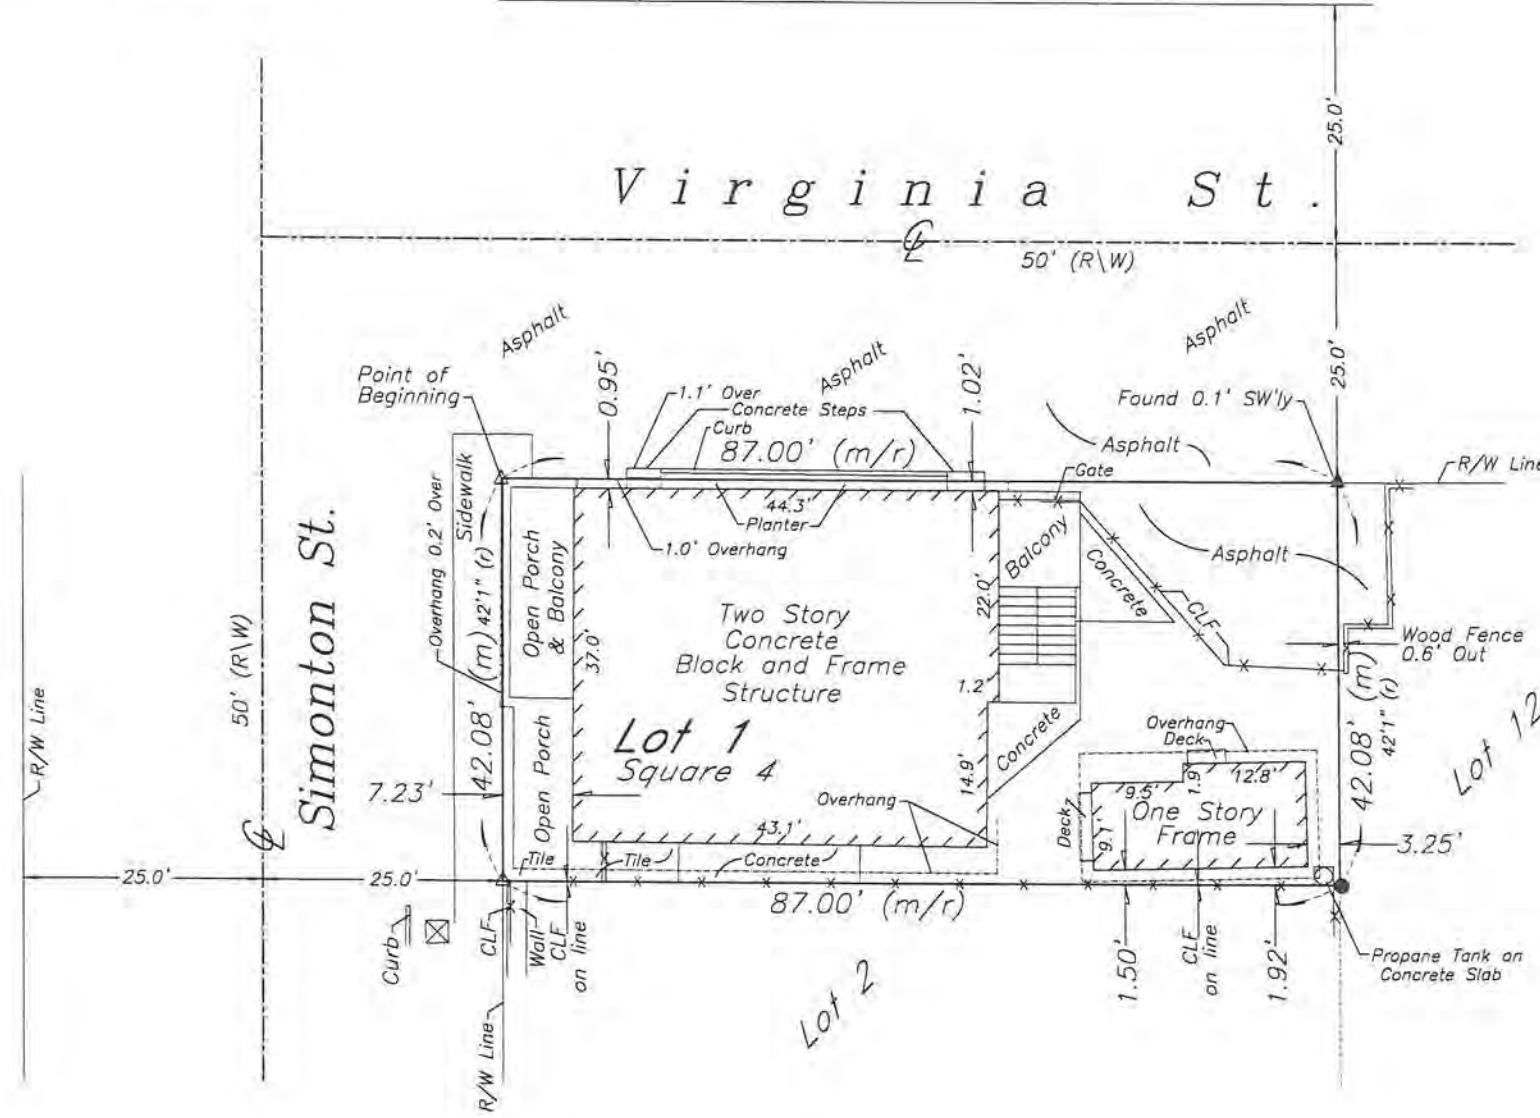 25.0'
Virginia St.
℄
50' (R\W)
Asphalt
Asphalt
Asphalt
25.0'
Point of
Beginning
0.95'
1.1' Over
Concrete Steps
Curb
87.00' (m/r)
1.02'
Found 0.1' SW'ly
Asphalt
R/W Line
Gate
Sidewalk
Overhang 0.2' Over
44.3'
Planter
1.0' Overhang
Open Porch
& Balcony
Balcony
Concrete
CLF
Asphalt
Simonton St.
50' (R\W)
42'1" (r)
42.08' (m)
37.0'
22.0'
Two Story
Concrete
Block and Frame
Structure
1.2'
Wood Fence
0.6' Out
R/W Line
Lot 1
Square 4
Open Porch
14.9'
Concrete
Overhang
Deck
Overhang
42.08' (m)
42'1" (r)
Lot 12
7.23'
12.8'
1.9'
9.5'
Deck
9.1'
One Story
Frame
3.25'
℄
43.1'
Tile
Tile
Concrete
25.0'
25.0'
87.00' (m/r)
Curb
CLF
Wall
CLF
on line
1.50'
CLF
on line
1.92'
Propane Tank on
Concrete Slab
Lot 2
R/W Line